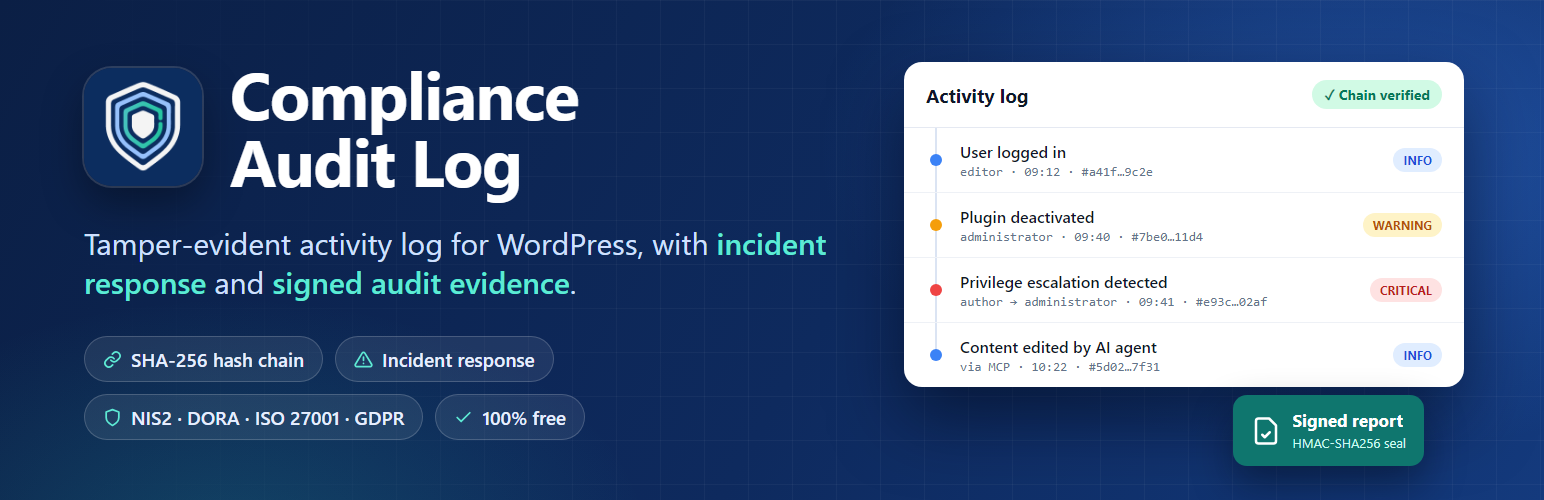 Compliance
Audit Log
Tamper-evident activity log for WordPress, with incident
response and signed audit evidence.
SHA-256 hash chain
Incident response
NIS2 · DORA · ISO 27001 · GDPR
100% free
Activity log
✓ Chain verified
User logged in
editor · 09:12 · #a41f…9c2e
INFO
Plugin deactivated
administrator · 09:40 · #7be0…11d4
WARNING
Privilege escalation detected
author → administrator · 09:41 · #e93c…02af
CRITICAL
Content edited by AI agent
via MCP · 10:22 · #5d02…7f31
INFO
Signed report
HMAC-SHA256 seal